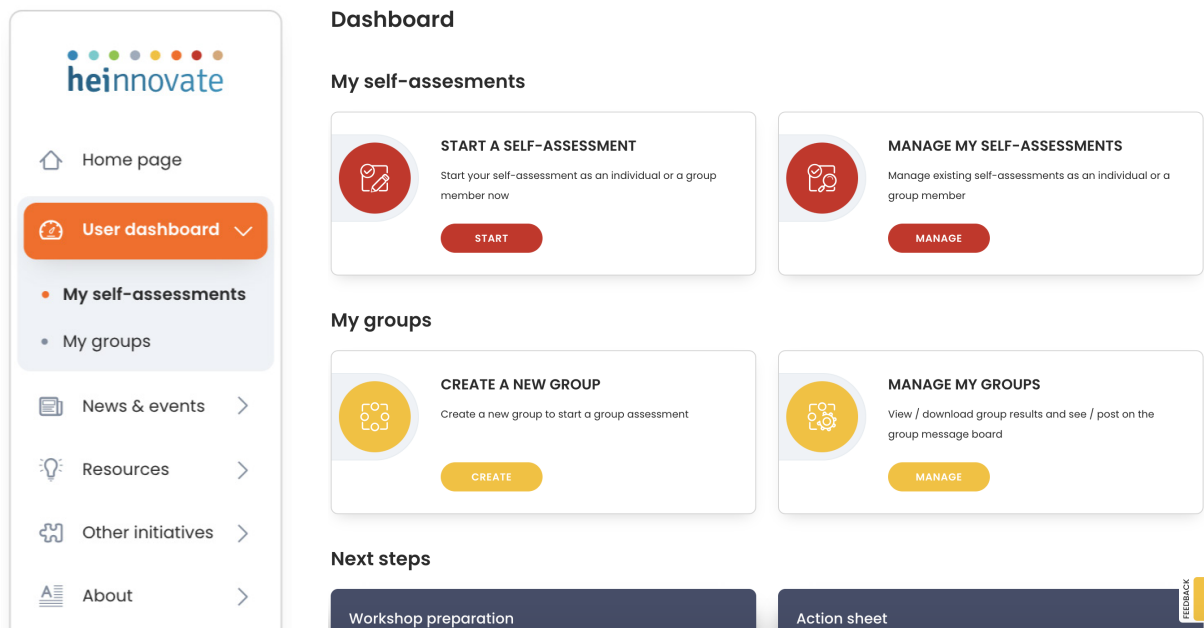 heinnovate
Home page
User dashboard
My self-assessments
My groups
News & events
Resources
Other initiatives
About
Dashboard
My self-assesments
START A SELF-ASSESSMENT
Start your self-assessment as an individual or a group
member now
START
MANAGE MY SELF-ASSESSMENTS
Manage existing self-assessments as an individual or a
group member
MANAGE
My groups
CREATE A NEW GROUP
Create a new group to start a group assessment
CREATE
MANAGE MY GROUPS
View / download group results and see / post on the
group message board
MANAGE
Next steps
Workshop preparation
Action sheet
FEEDBACK